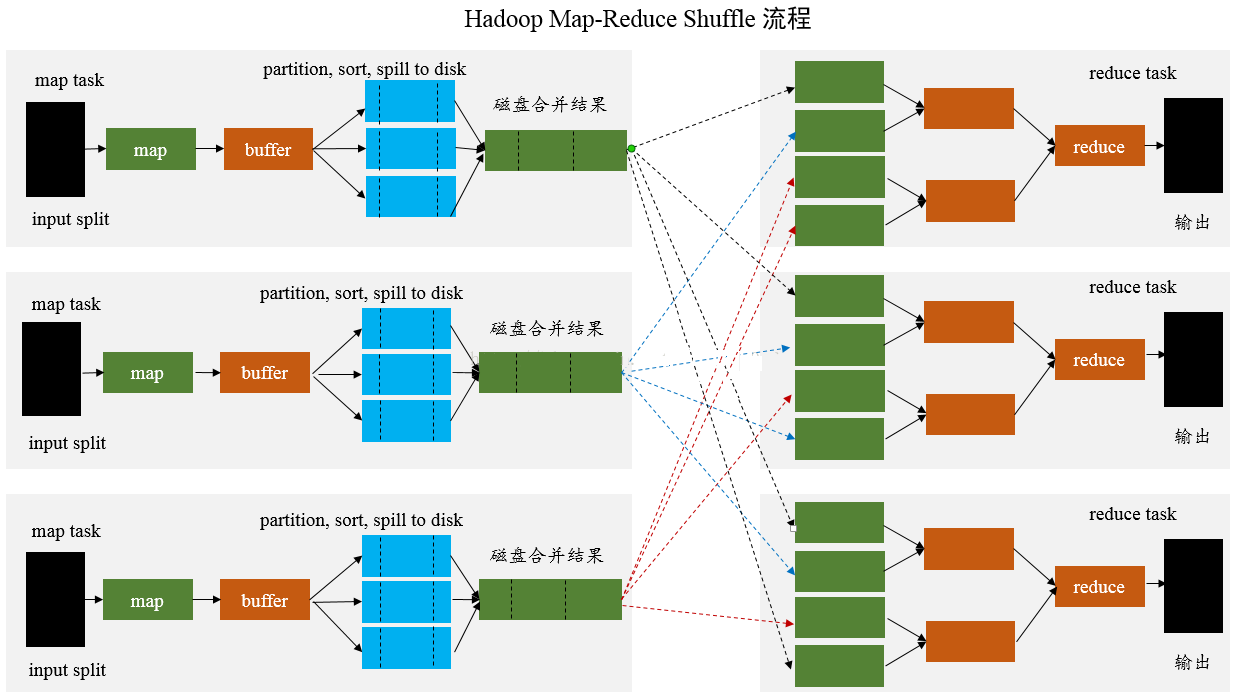 Hadoop Map-Reduce Shuffle 流程
map task
partition, sort, spill to disk
磁盘合并结果
map
buffer
input split
reduce task
reduce
输出
map task
partition, sort, spill to disk
磁盘合并结果
map
buffer
input split
reduce task
reduce
输出
map task
partition, sort, spill to disk
磁盘合并结果
map
buffer
input split
reduce task
reduce
输出